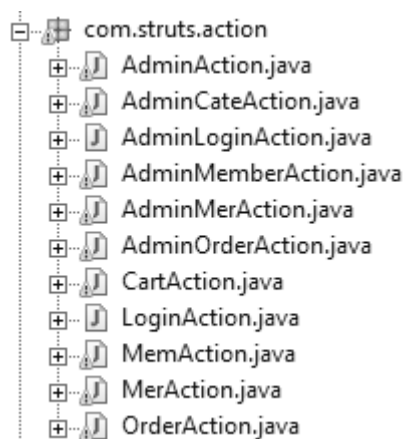 com.struts.action
AdminAction.java
AdminCateAction.java
AdminLoginAction.java
AdminMemberAction.java
AdminMerAction.java
AdminOrderAction.java
CartAction.java
LoginAction.java
MemAction.java
MerAction.java
OrderAction.java